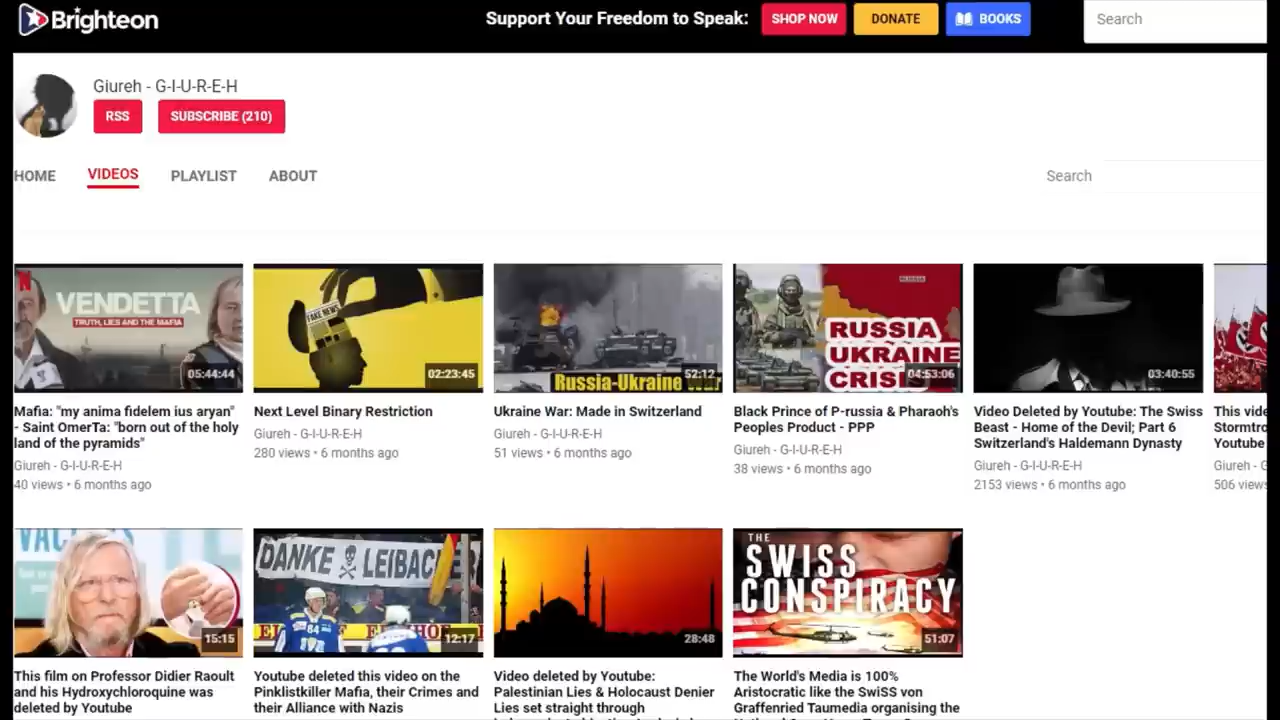 Brighteon
Support Your Freedom to Speak:
SHOP NOW
DONATE
BOOKS
Search
Giureh - G-I-U-R-E-H
RSS
SUBSCRIBE (210)
HOME
VIDEOS
PLAYLIST
ABOUT
Search
N
VENDETTA
TRUTH, LIES AND THE MAFIA
05:44:44
FAKE NEWS
02:23:45
Russia-Ukraine War
52:12
RUSSIA
RUSSIA
UKRAINE
CRISIS
04:53:06
03:40:55
Mafia: "my anima fidelem ius aryan"
- Saint OmerTa: "born out of the holy
land of the pyramids"
Giureh - G-I-U-R-E-H
40 views • 6 months ago
Next Level Binary Restriction
Giureh - G-I-U-R-E-H
280 views • 6 months ago
Ukraine War: Made in Switzerland
Giureh - G-I-U-R-E-H
51 views • 6 months ago
Black Prince of P-russia & Pharaoh's
Peoples Product - PPP
Giureh - G-I-U-R-E-H
38 views • 6 months ago
Video Deleted by Youtube: The Swiss
Beast - Home of the Devil; Part 6
Switzerland's Haldemann Dynasty
Giureh - G-I-U-R-E-H
2153 views • 6 months ago
This vide
Stormtro
Youtube
Giureh - G
506 views
VACC
15:15
DANKE LEIBACHER
12:17
28:48
THE
SWISS
CONSPIRACY
51:07
This film on Professor Didier Raoult
and his Hydroxychloroquine was
deleted by Youtube
Youtube deleted this video on the
Pinklistkiller Mafia, their Crimes and
their Alliance with Nazis
Video deleted by Youtube:
Palestinian Lies & Holocaust Denier
Lies set straight through
The World's Media is 100%
Aristocratic like the SwiSS von
Graffenried Taumedia organising the